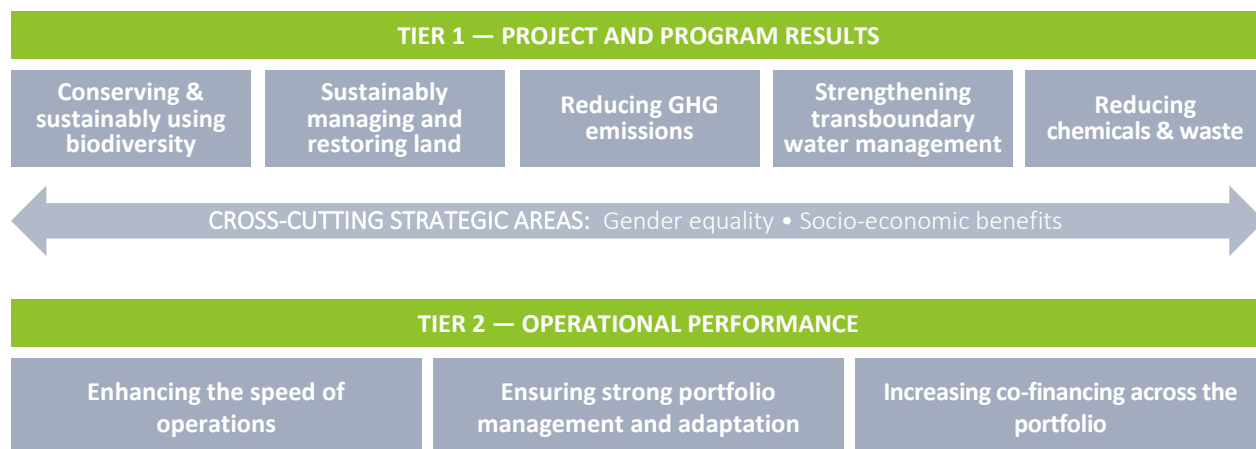 TIER 1 — PROJECT AND PROGRAM RESULTS
Conserving &
sustainably using
biodiversity
Sustainably
managing and
restoring land
Reducing GHG
emissions
Strengthening
transboundary
water management
Reducing
chemicals & waste
CROSS-CUTTING STRATEGIC AREAS: Gender equality • Socio-economic benefits
TIER 2 — OPERATIONAL PERFORMANCE
Enhancing the speed of
operations
Ensuring strong portfolio
management and adaptation
Increasing co-financing across the
portfolio